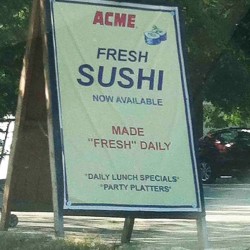 ACME
FRESH
SUSHI
NOW AVAILABLE
MADE
"FRESH" DAILY
"DAILY LUNCH SPECIALS"
"PARTY PLATTERS"